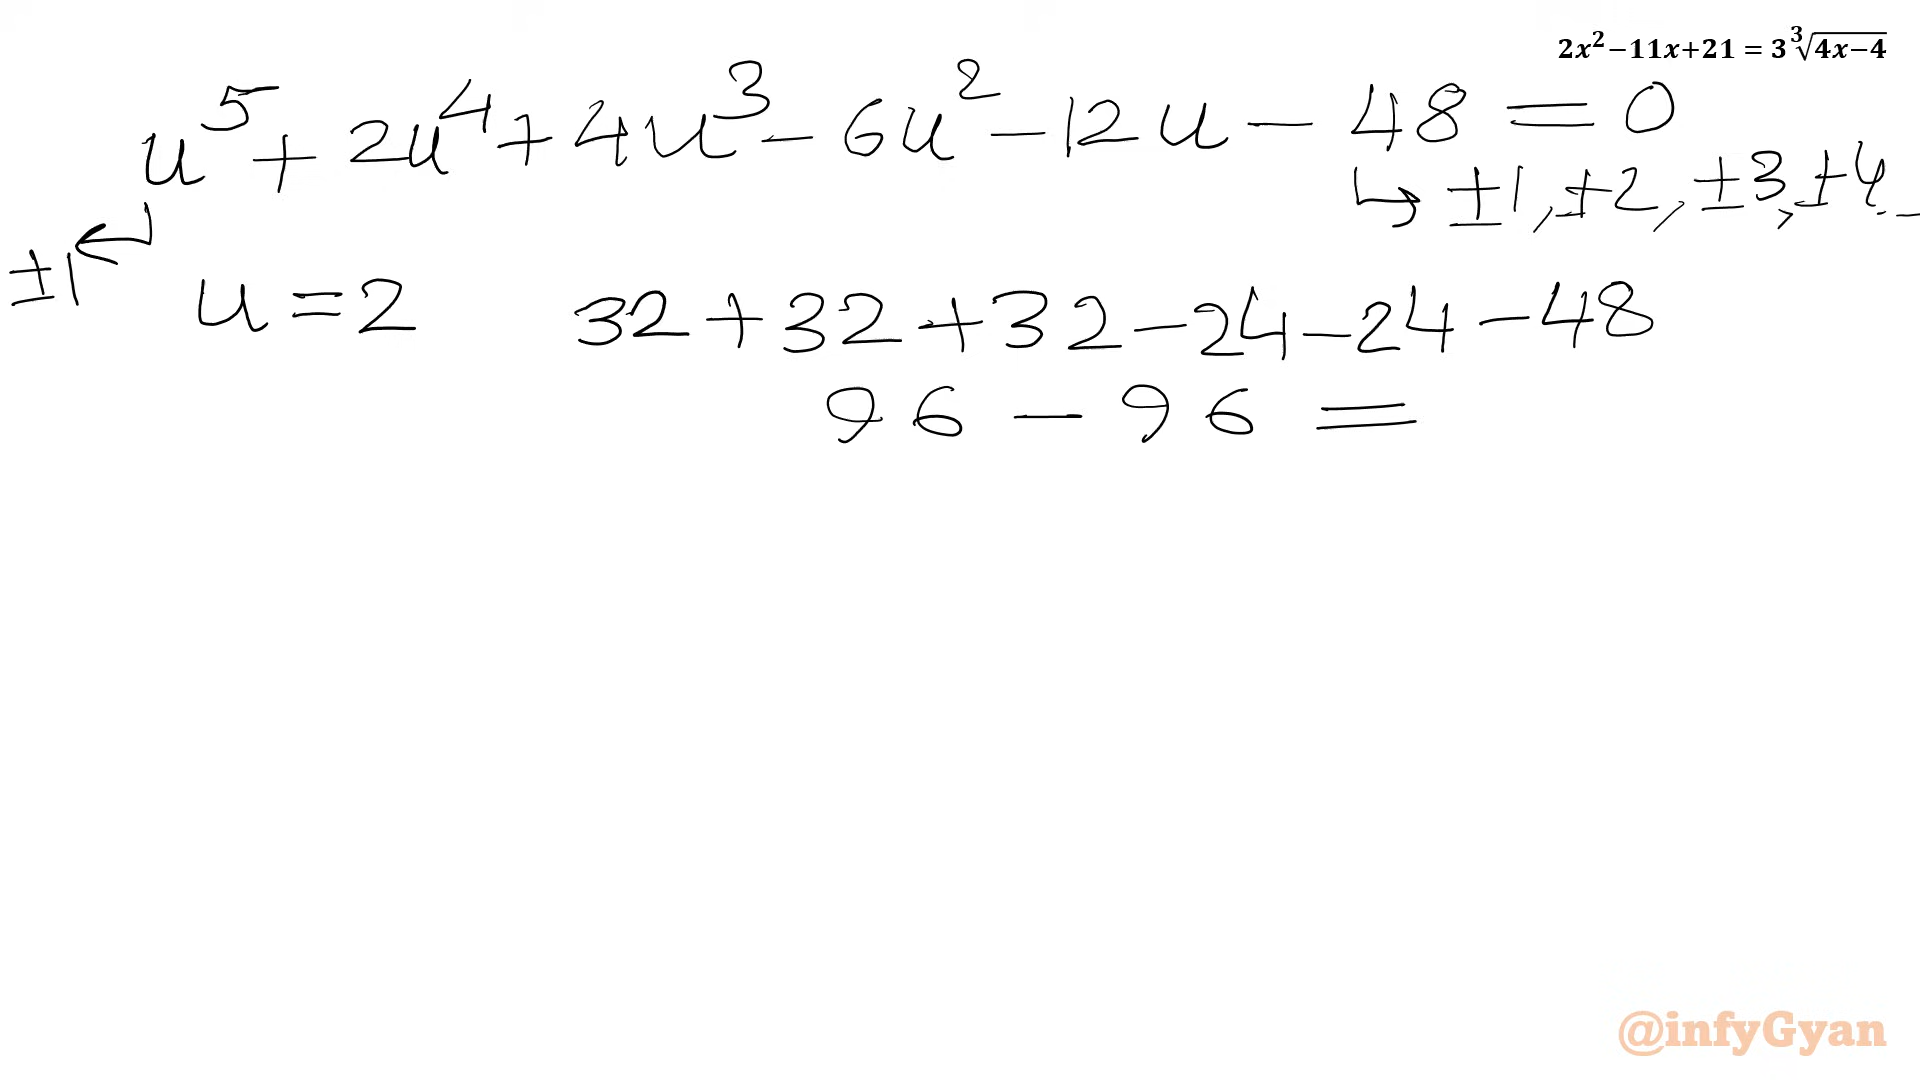 2x²−11x+21 = 3∛(4x−4)
u⁵ + 2u⁴ + 4u³ − 6u² − 12u − 48 = 0
↳ ±1, ±2, ±3, ±4, −
±1
u = 2    32 + 32 + 32 − 24 − 24 − 48
96 − 96 =
@infyGyan